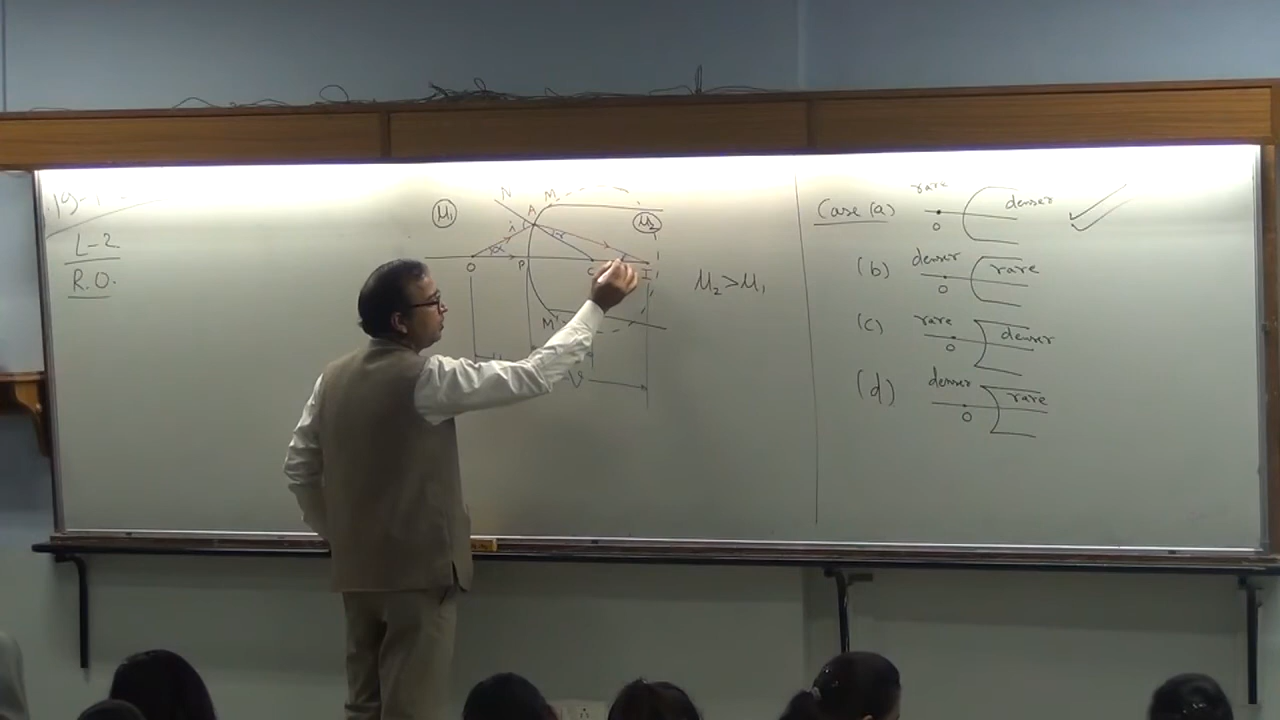 L-2
R.O.
N
M
A
μ₁
μ₂
i
r
α
O
P
C
I
M'
μ₂>μ₁
v
Case (a)
rare
denser
O
(b)
denser
rare
O
(c)
rare
denser
O
(d)
denser
rare
O